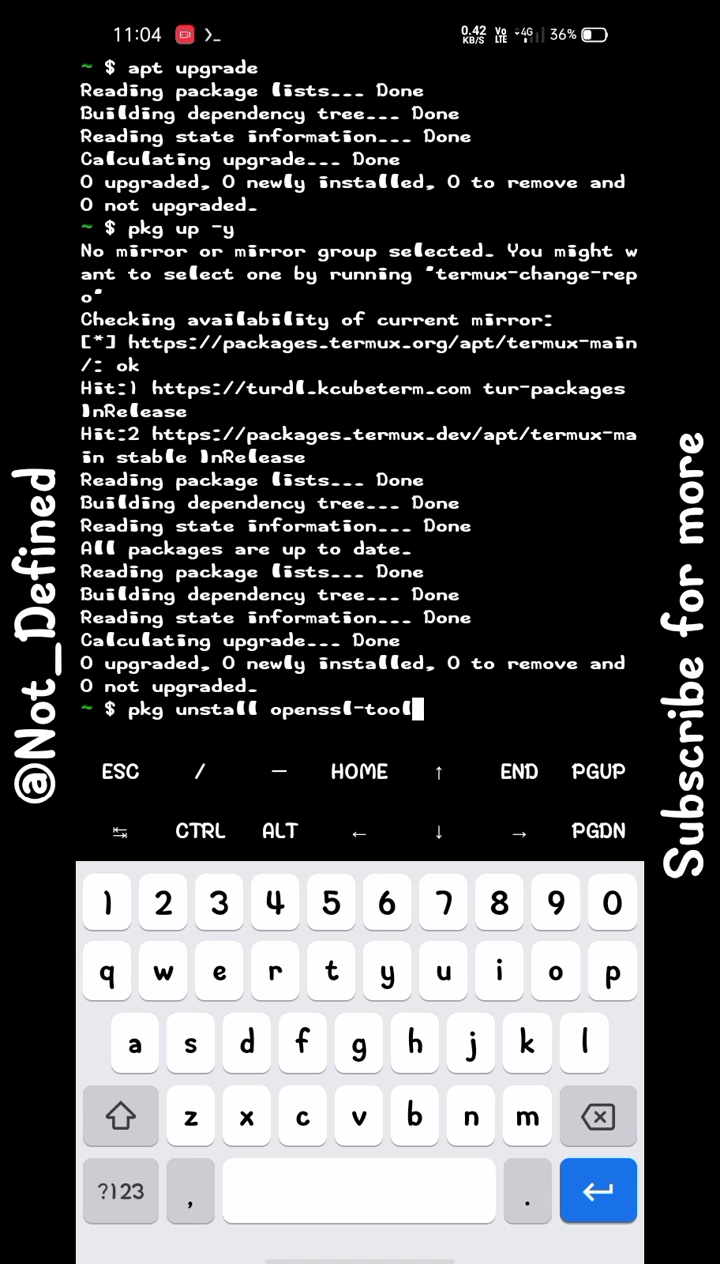 11:04
0.42 KB/S Vo LTE 4G 36%
~ $ apt upgrade
Reading package lists... Done
Building dependency tree... Done
Reading state information... Done
Calculating upgrade... Done
0 upgraded, 0 newly installed, 0 to remove and
0 not upgraded.
~ $ pkg up -y
No mirror or mirror group selected. You might w
ant to select one by running "termux-change-rep
o"
Checking availability of current mirror:
[*] https://packages.termux.org/apt/termux-main
/: ok
Hit:1 https://turdl.kcubeterm.com tur-packages
InRelease
Hit:2 https://packages.termux.dev/apt/termux-ma
in stable InRelease
Reading package lists... Done
Building dependency tree... Done
Reading state information... Done
All packages are up to date.
Reading package lists... Done
Building dependency tree... Done
Reading state information... Done
Calculating upgrade... Done
0 upgraded, 0 newly installed, 0 to remove and
0 not upgraded.
~ $ pkg unstall openssl-tool
@Not_Defined
Subscribe for more
ESC / — HOME ↑ END PGUP
↹ CTRL ALT ← ↓ → PGDN
1 2 3 4 5 6 7 8 9 0
q w e r t y u i o p
a s d f g h j k l
z x c v b n m
?123 , .